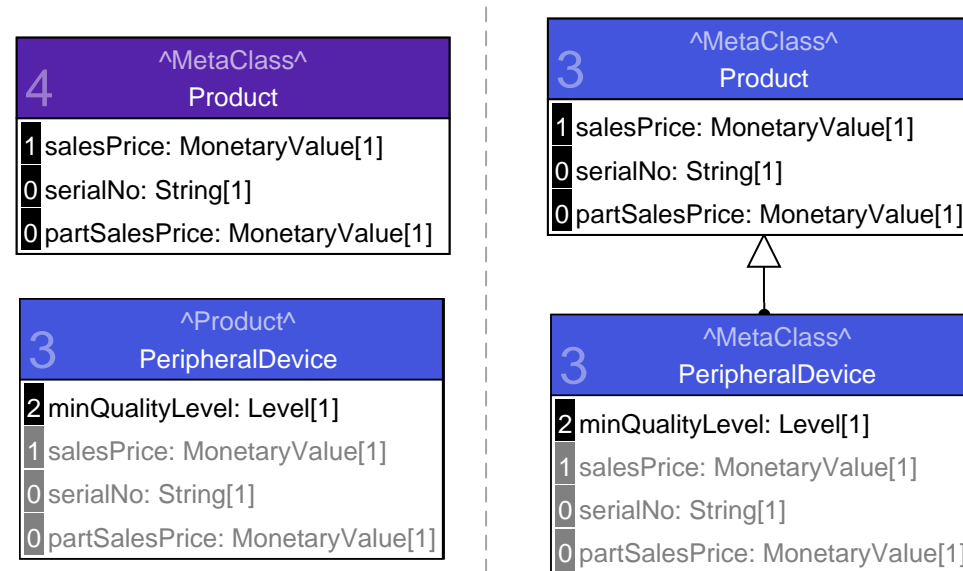 ^MetaClass^
4
Product
1 salesPrice: MonetaryValue[1]
0 serialNo: String[1]
0 partSalesPrice: MonetaryValue[1]
^Product^
3
PeripheralDevice
2 minQualityLevel: Level[1]
1 salesPrice: MonetaryValue[1]
0 serialNo: String[1]
0 partSalesPrice: MonetaryValue[1]
^MetaClass^
3
Product
1 salesPrice: MonetaryValue[1]
0 serialNo: String[1]
0 partSalesPrice: MonetaryValue[1]
^MetaClass^
3
PeripheralDevice
2 minQualityLevel: Level[1]
1 salesPrice: MonetaryValue[1]
0 serialNo: String[1]
0 partSalesPrice: MonetaryValue[1]